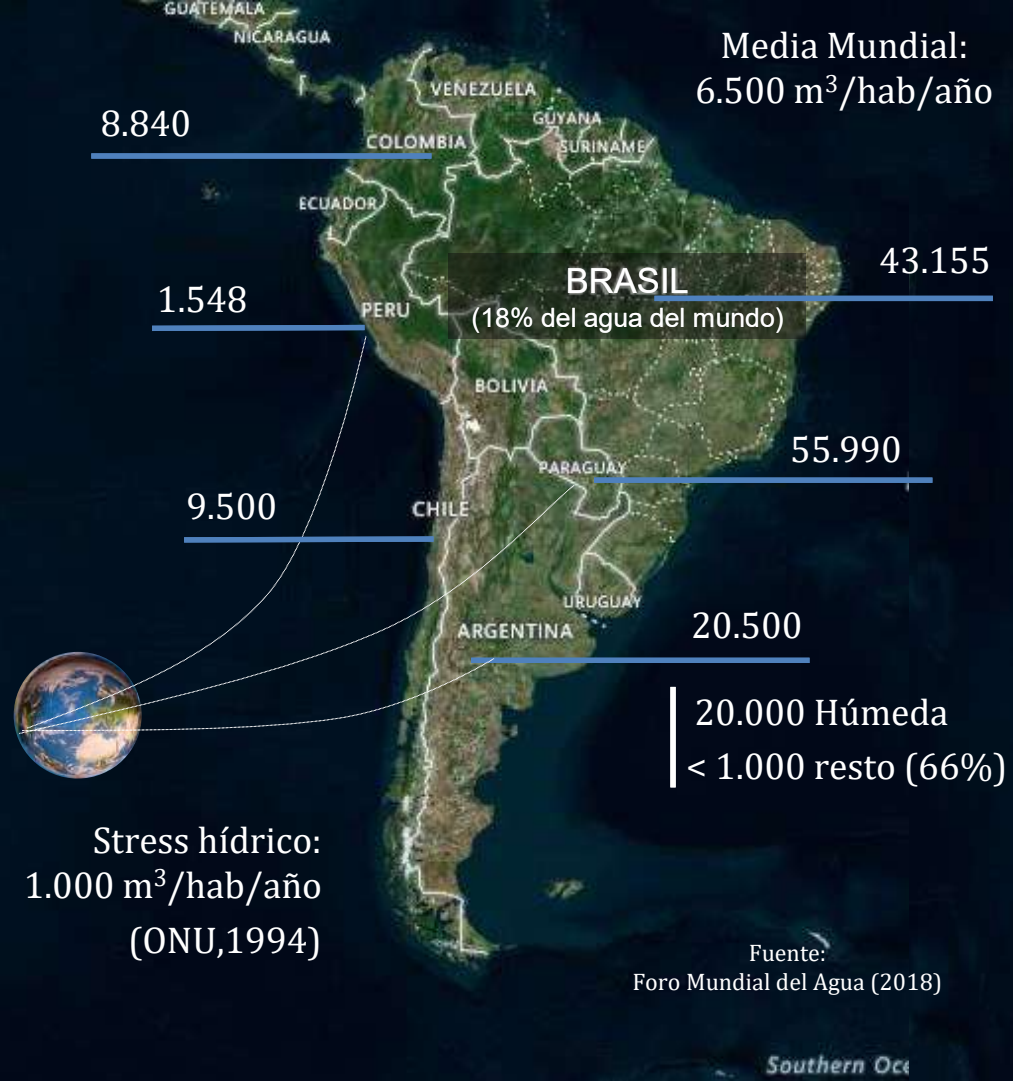 GUATEMALA
NICARAGUA
Media Mundial:
6.500 m³/hab/año
VENEZUELA
GUYANA
8.840
COLOMBIA
SURINAME
ECUADOR
43.155
BRASIL
1.548
PERU
(18% del agua del mundo)
BOLIVIA
55.990
PARAGUAY
9.500
CHILE
URUGUAY
ARGENTINA
20.500
20.000 Húmeda
< 1.000 resto (66%)
Stress hídrico:
1.000 m³/hab/año
(ONU,1994)
Fuente:
Foro Mundial del Agua (2018)
Southern Oce